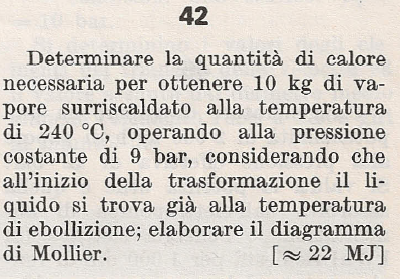 42
Determinare la quantità di calore
necessaria per ottenere 10 kg di va-
pore surriscaldato alla temperatura
di 240 °C, operando alla pressione
costante di 9 bar, considerando che
all'inizio della trasformazione il li-
quido si trova già alla temperatura
di ebollizione; elaborare il diagramma
di Mollier. [≈ 22 MJ]